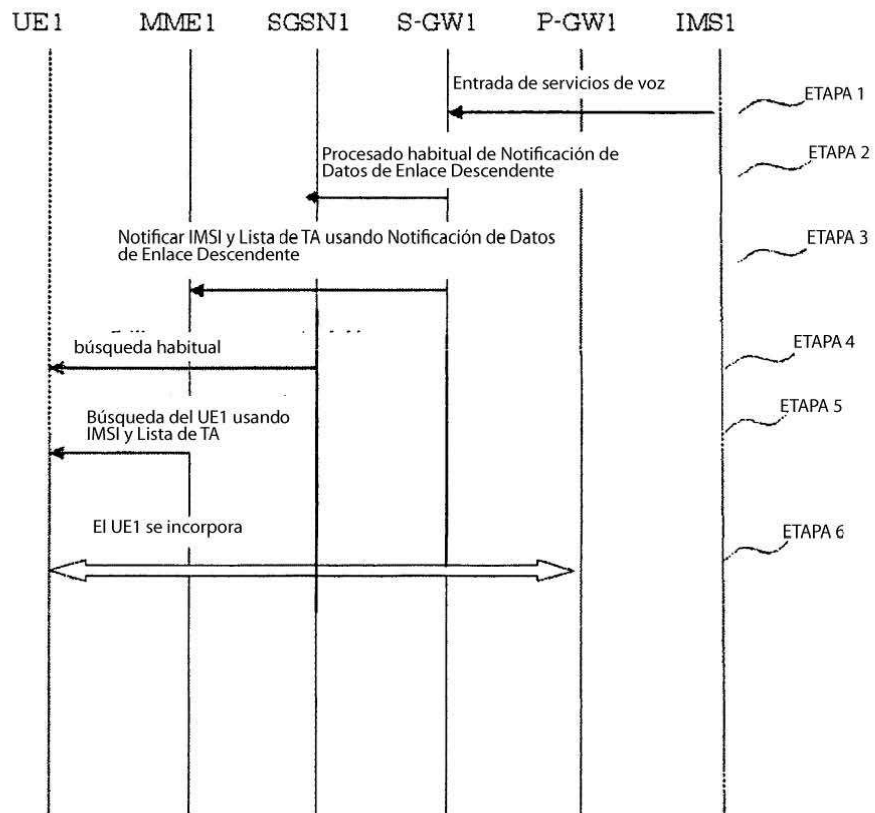 UE1 MME1 SGSN1 S-GW1 P-GW1 IMS1
Entrada de servicios de voz
ETAPA 1
Procesado habitual de Notificación de
Datos de Enlace Descendente
ETAPA 2
Notificar IMSI y Lista de TA usando Notificación de Datos
de Enlace Descendente
ETAPA 3
búsqueda habitual
ETAPA 4
Búsqueda del UE1 usando
IMSI y Lista de TA
ETAPA 5
El UE1 se incorpora
ETAPA 6